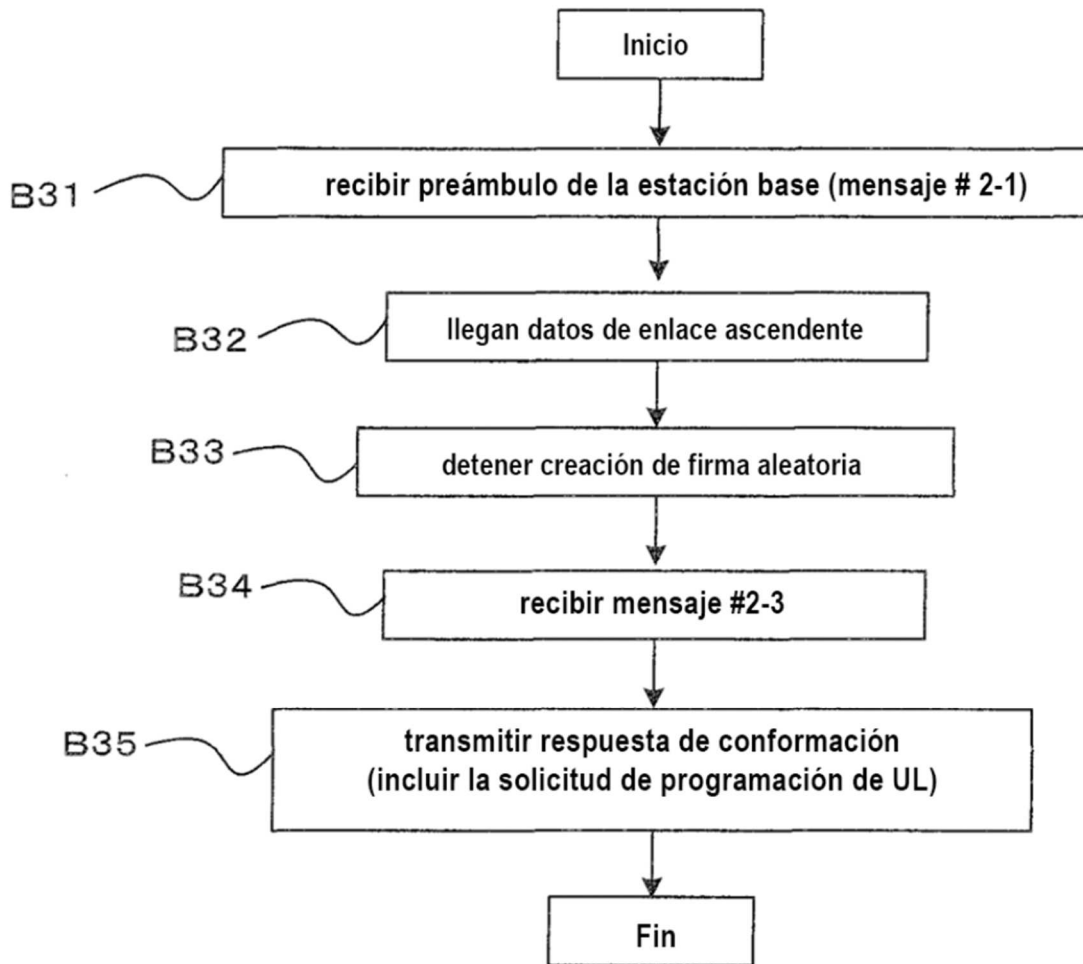 Inicio
B31
recibir preámbulo de la estación base (mensaje # 2-1)
B32
llegan datos de enlace ascendente
B33
detener creación de firma aleatoria
B34
recibir mensaje #2-3
B35
transmitir respuesta de conformación
(incluir la solicitud de programación de UL)
Fin